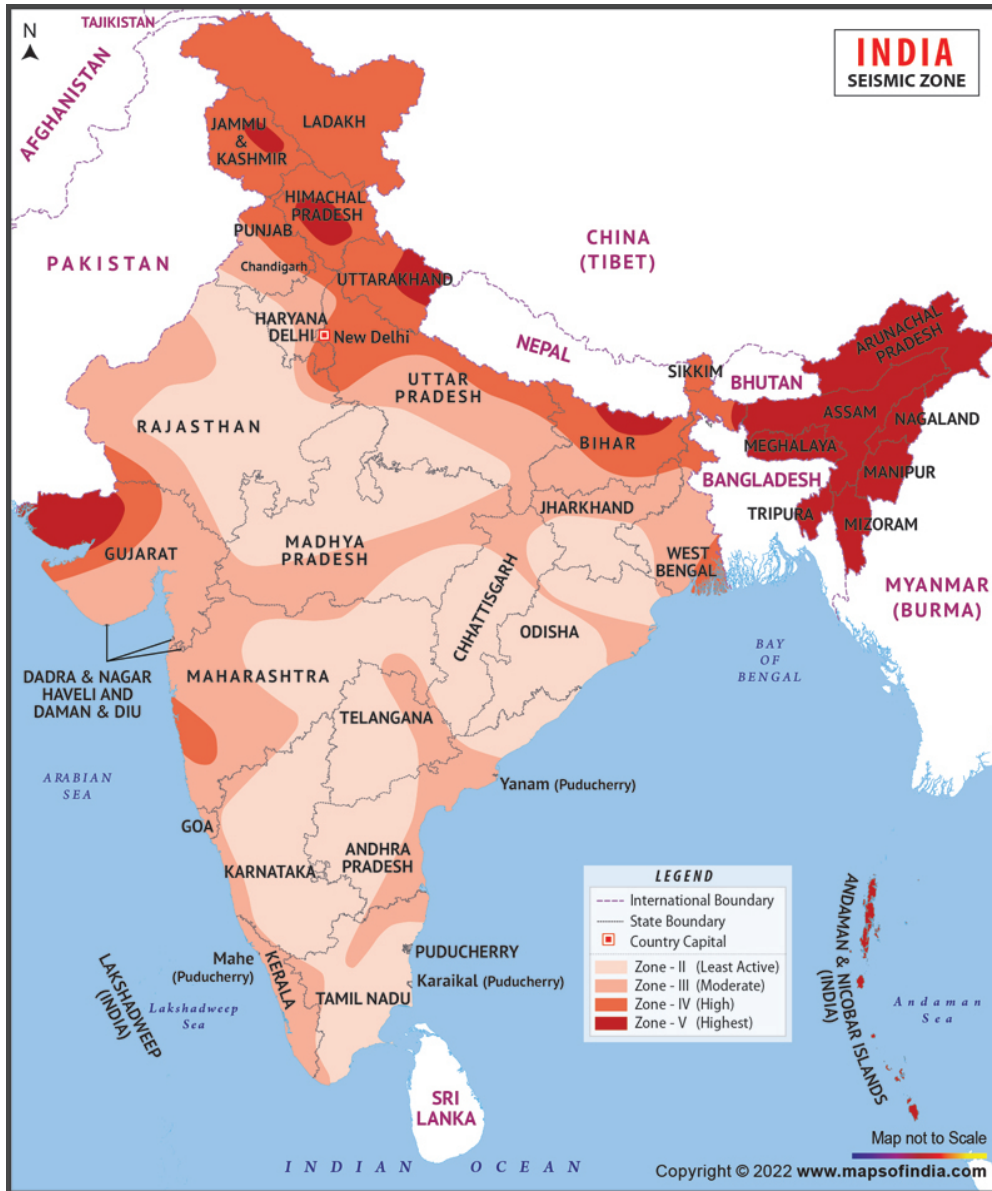 N
TAJIKISTAN
AFGHANISTAN
INDIA
SEISMIC ZONE
JAMMU
&
KASHMIR
LADAKH
HIMACHAL
PRADESH
PUNJAB
Chandigarh
UTTARAKHAND
PAKISTAN
CHINA
(TIBET)
HARYANA
DELHI
New Delhi
NEPAL
UTTAR
PRADESH
SIKKIM
BHUTAN
ARUNACHAL
PRADESH
ASSAM
NAGALAND
MEGHALAYA
MANIPUR
BANGLADESH
TRIPURA
MIZORAM
RAJASTHAN
BIHAR
JHARKHAND
WEST
BENGAL
GUJARAT
MADHYA
PRADESH
CHHATTISGARH
ODISHA
MYANMAR
(BURMA)
BAY
OF
BENGAL
DADRA & NAGAR
HAVELI AND
DAMAN & DIU
MAHARASHTRA
TELANGANA
ARABIAN
SEA
Yanam (Puducherry)
GOA
KARNATAKA
ANDHRA
PRADESH
LEGEND
International Boundary
State Boundary
Country Capital
Zone - II (Least Active)
Zone - III (Moderate)
Zone - IV (High)
Zone - V (Highest)
PUDUCHERRY
Karaikal (Puducherry)
Mahe
(Puducherry)
KERALA
TAMIL NADU
LAKSHADWEEP
(INDIA)
Lakshadweep
Sea
ANDAMAN & NICOBAR ISLANDS
(INDIA)
Andaman
Sea
SRI
LANKA
INDIAN OCEAN
Map not to Scale
Copyright © 2022 www.mapsofindia.com